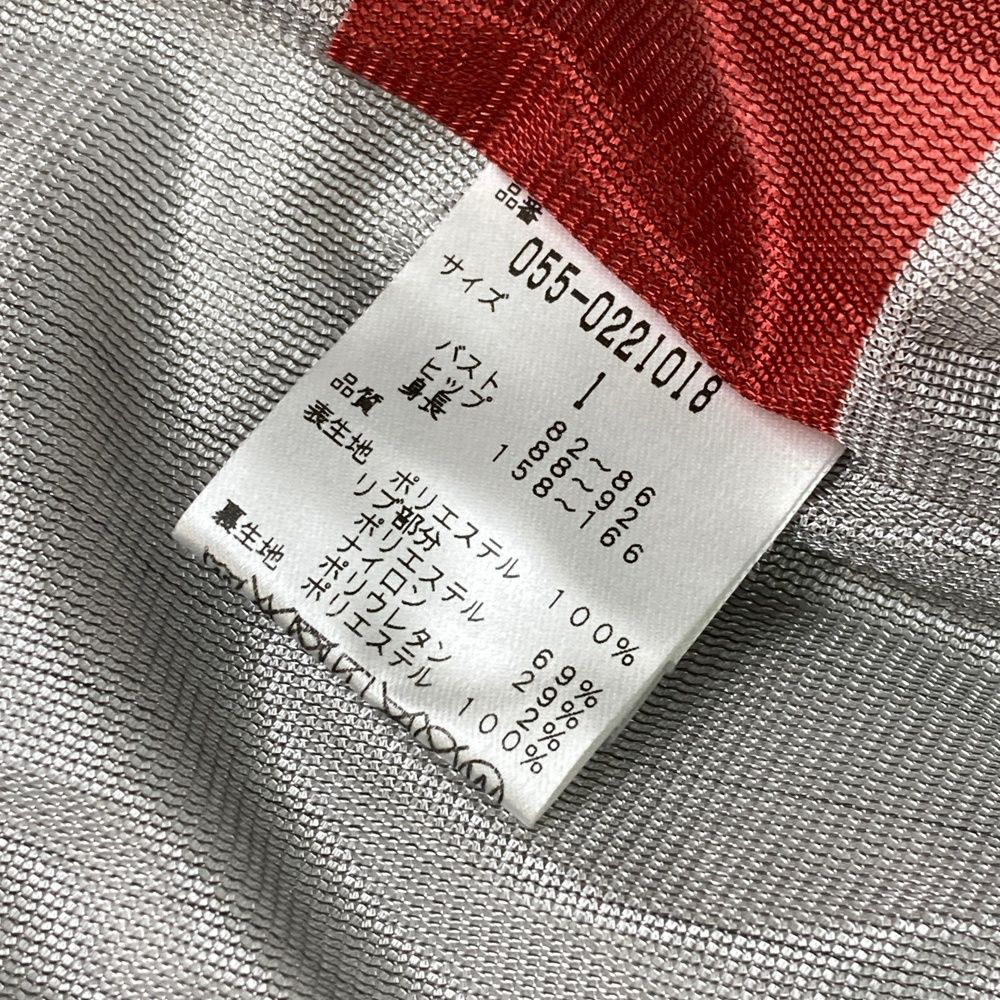 品番
055-0221018
サイズ 1
バスト 82～86
ヒップ 88～92
身長 158～166
品質
表生地 ポリエステル 100%
リブ部分
ポリエステル 69%
ナイロン 29%
ポリウレタン 2%
裏生地 ポリエステル 100%